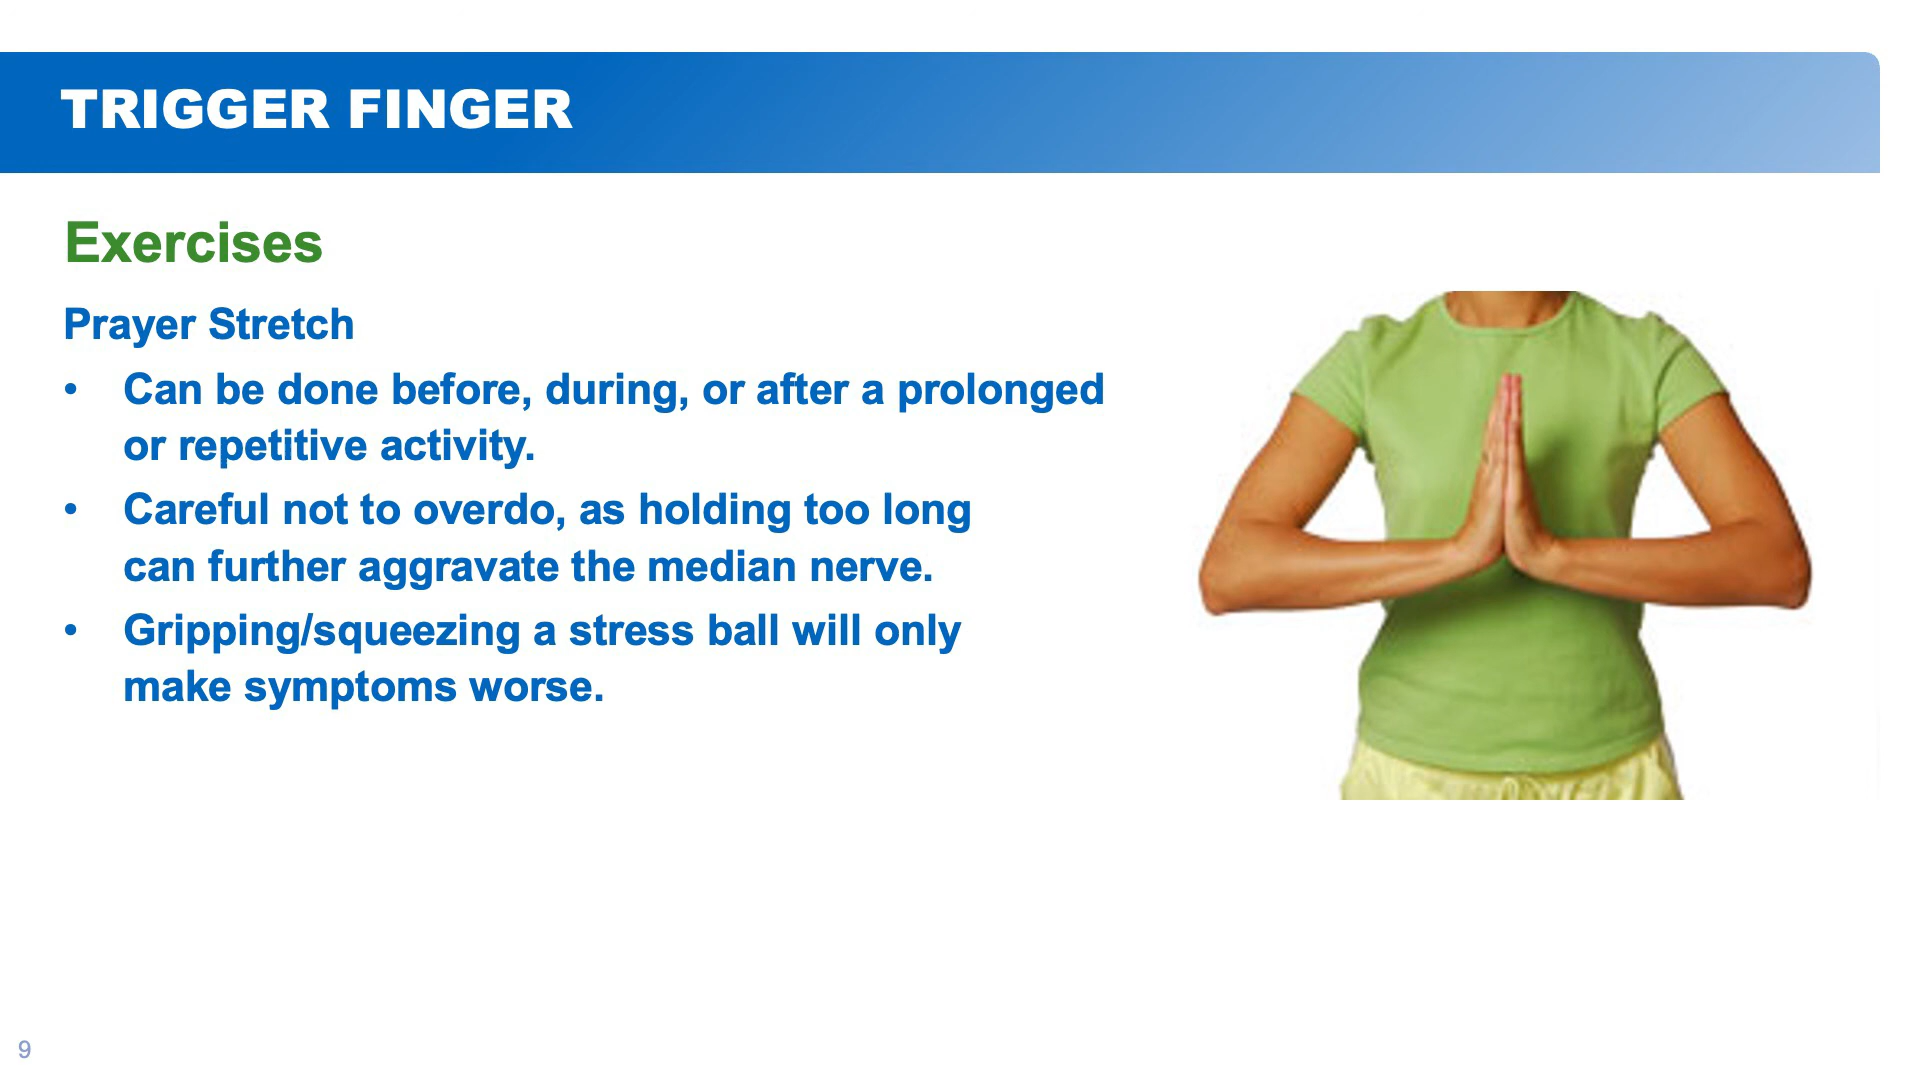 TRIGGER FINGER
Exercises
Prayer Stretch
• Can be done before, during, or after a prolonged
or repetitive activity.
• Careful not to overdo, as holding too long
can further aggravate the median nerve.
• Gripping/squeezing a stress ball will only
make symptoms worse.
9